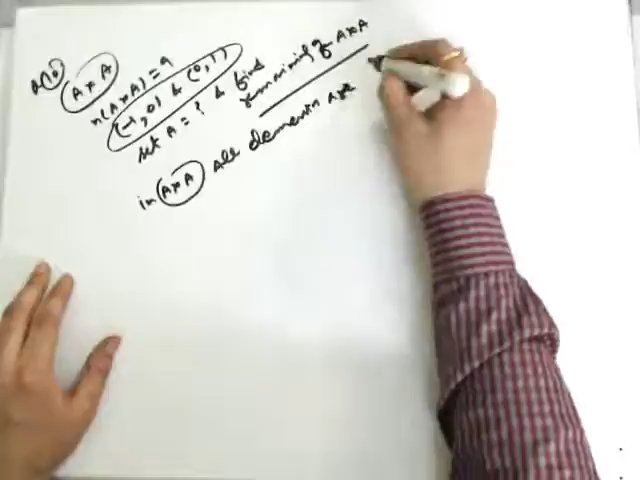 A × A
n(A×A) = 9
(-1,0) & (0,1)
set A = ? & find
remaining of A×A
in A×A all elements are